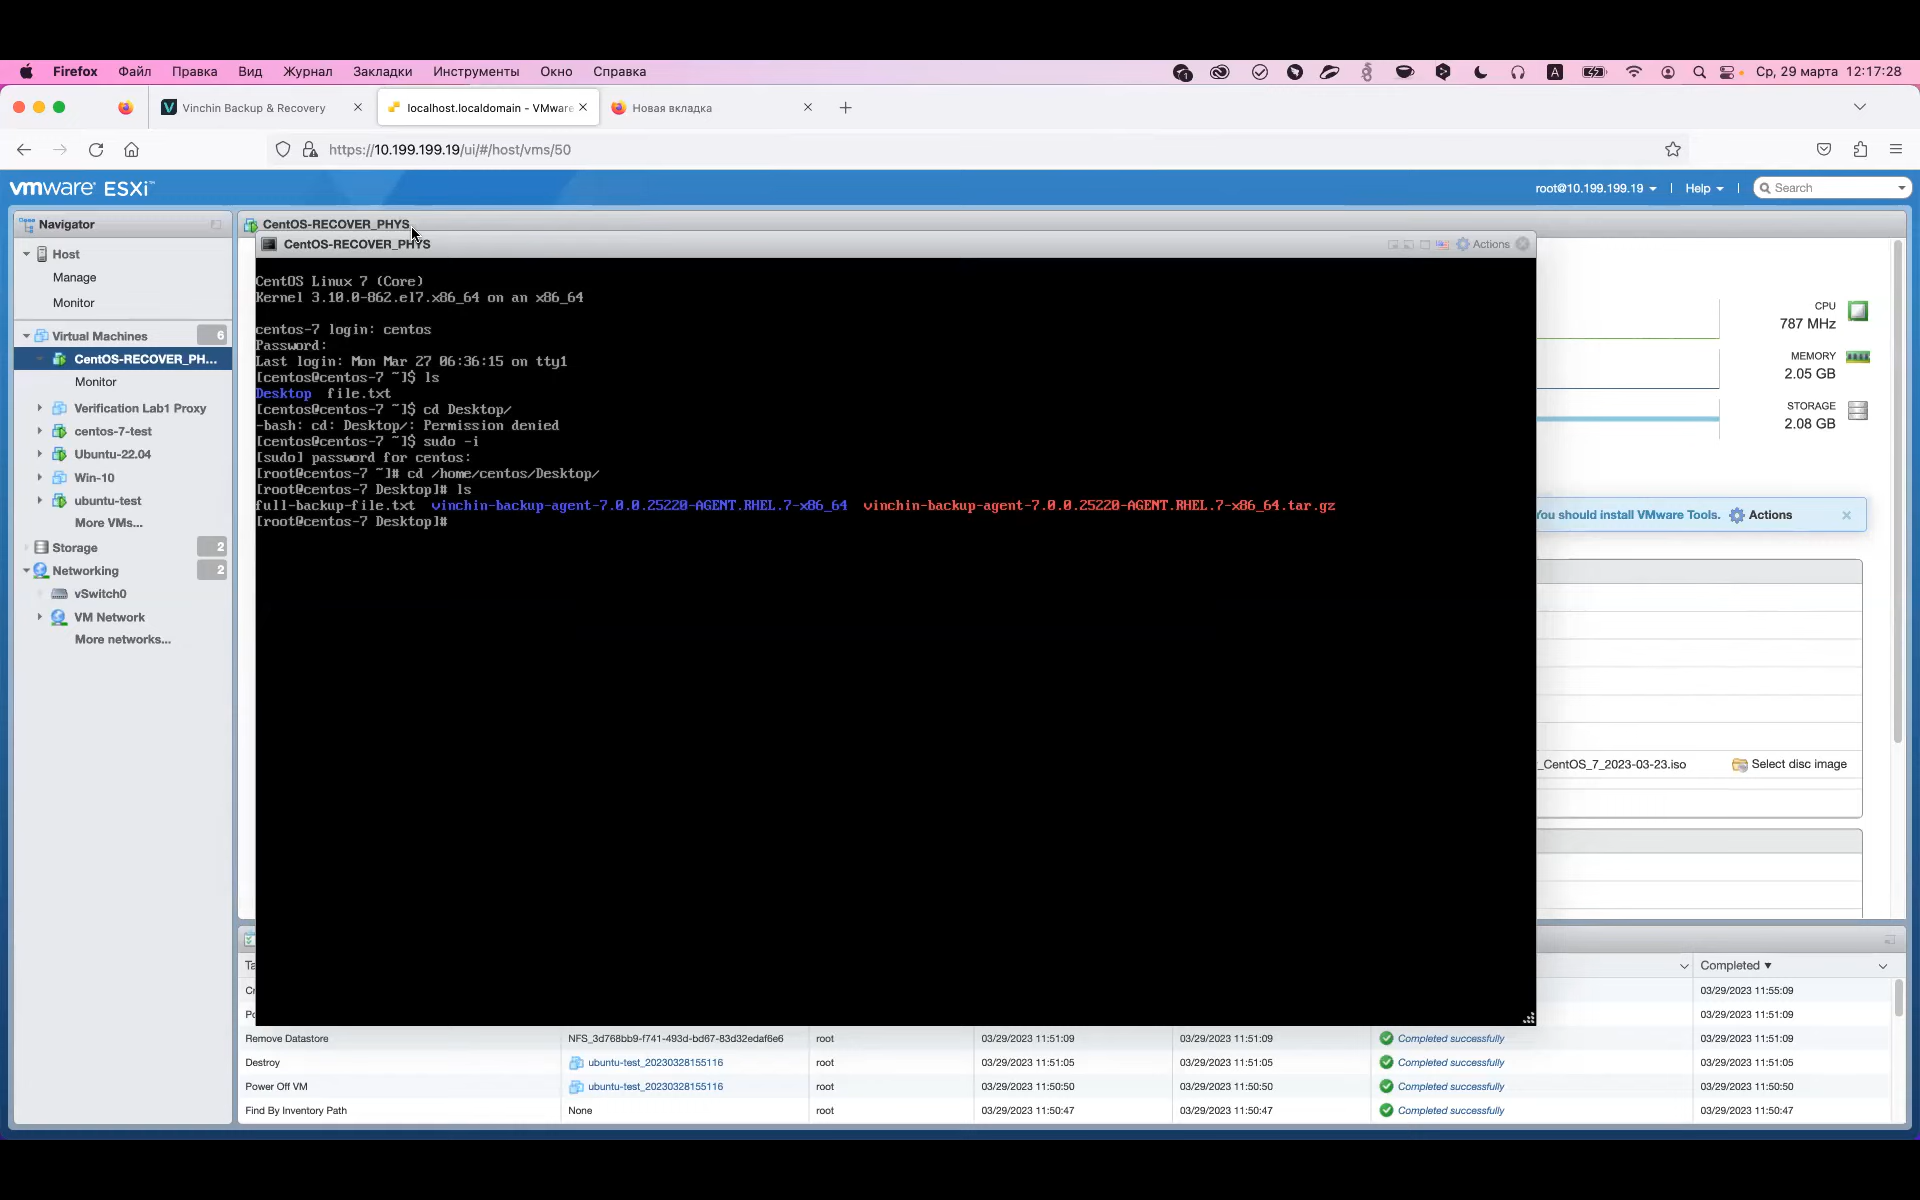 Firefox Файл Правка Вид Журнал Закладки Инструменты Окно Справка A Ср, 29 марта 12:17:28
Vinchin Backup & Recovery localhost.localdomain - VMware Новая вкладка
https://10.199.199.19/ui/#/host/vms/50
vmware ESXi root@10.199.199.19 | Help | Search
Navigator
CentOS-RECOVER_PHYS
Host
Manage
Monitor
Virtual Machines 6
CentOS-RECOVER_PH...
Monitor
Verification Lab1 Proxy
centos-7-test
Ubuntu-22.04
Win-10
ubuntu-test
More VMs...
Storage 2
Networking 2
vSwitch0
VM Network
More networks...
CentOS-RECOVER_PHYS Actions
CentOS Linux 7 (Core)
Kernel 3.10.0-862.el7.x86_64 on an x86_64
centos-7 login: centos
Password:
Last login: Mon Mar 27 06:36:15 on tty1
[centos@centos-7 ~]$ ls
Desktop file.txt
[centos@centos-7 ~]$ cd Desktop/
-bash: cd: Desktop/: Permission denied
[centos@centos-7 ~]$ sudo -i
[sudo] password for centos:
[root@centos-7 ~]# cd /home/centos/Desktop/
[root@centos-7 Desktop]# ls
full-backup-file.txt vinchin-backup-agent-7.0.0.25220-AGENT.RHEL.7-x86_64 vinchin-backup-agent-7.0.0.25220-AGENT.RHEL.7-x86_64.tar.gz
[root@centos-7 Desktop]#
CPU
787 MHz
MEMORY
2.05 GB
STORAGE
2.08 GB
You should install VMware Tools. Actions
_CentOS_7_2023-03-23.iso Select disc image
Completed
03/29/2023 11:55:09
03/29/2023 11:51:09
Remove Datastore NFS_3d768bb9-f741-493d-bd67-83d32edaf6e6 root 03/29/2023 11:51:09 03/29/2023 11:51:09 Completed successfully 03/29/2023 11:51:09
Destroy ubuntu-test_20230328155116 root 03/29/2023 11:51:05 03/29/2023 11:51:05 Completed successfully 03/29/2023 11:51:05
Power Off VM ubuntu-test_20230328155116 root 03/29/2023 11:50:50 03/29/2023 11:50:50 Completed successfully 03/29/2023 11:50:50
Find By Inventory Path None root 03/29/2023 11:50:47 03/29/2023 11:50:47 Completed successfully 03/29/2023 11:50:47